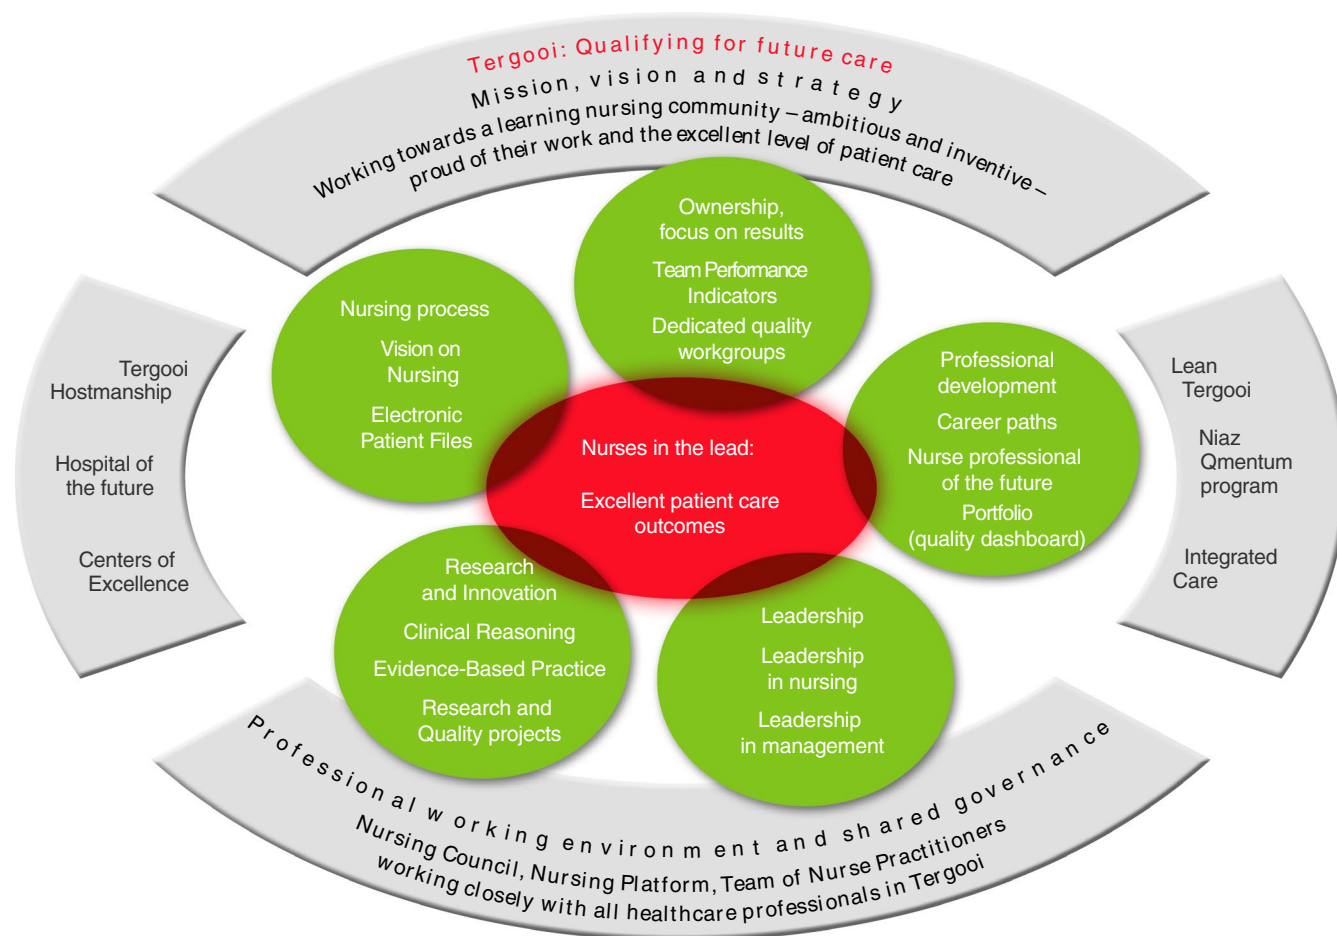 Tergooi: Qualifying for future care
Mission, vision and strategy
Working towards a learning nursing community – ambitious and inventive –
proud of their work and the excellent level of patient care
Ownership,
focus on results
Team Performance
Indicators
Dedicated quality
workgroups
Nursing process
Vision on
Nursing
Electronic
Patient Files
Professional
development
Career paths
Nurse professional
of the future
Portfolio
(quality dashboard)
Tergooi
Hostmanship
Hospital of
the future
Centers of
Excellence
Nurses in the lead:
Excellent patient care
outcomes
Lean
Tergooi
Niaz
Qmentum
program
Integrated
Care
Research
and Innovation
Clinical Reasoning
Evidence-Based Practice
Research and
Quality projects
Leadership
Leadership
in nursing
Leadership
in management
Professional working environment and shared governance
Nursing Council, Nursing Platform, Team of Nurse Practitioners
working closely with all healthcare professionals in Tergooi